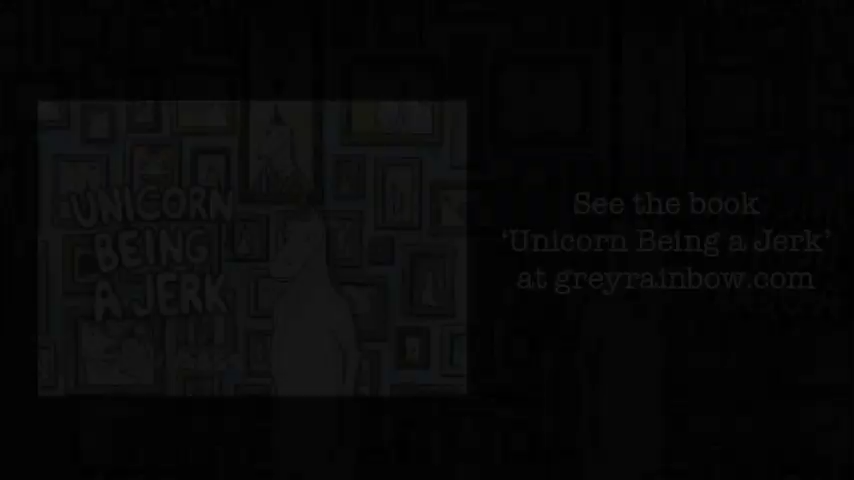 UNICORN
BEING
A JERK
See the book
‘Unicorn Being a Jerk’
at greyrainbow.com